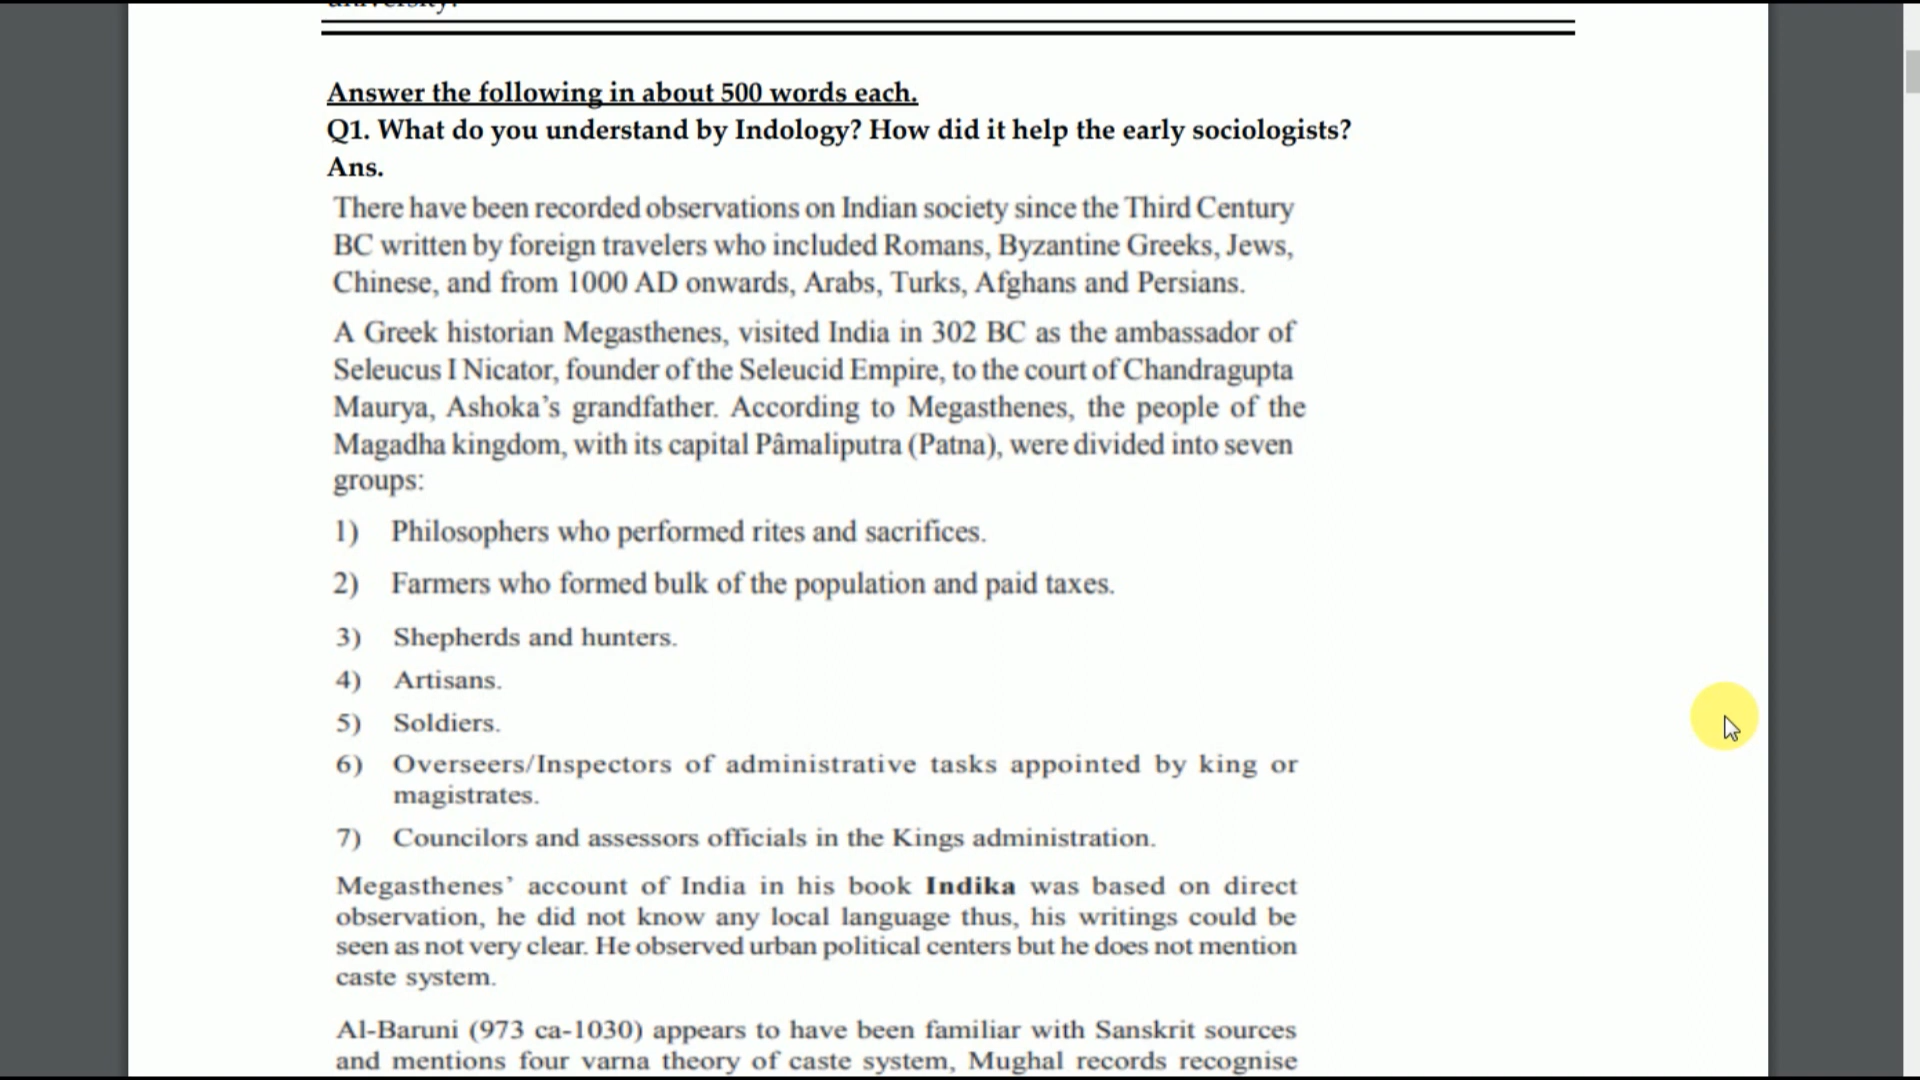 university.
Answer the following in about 500 words each.
Q1. What do you understand by Indology? How did it help the early sociologists?
Ans.
There have been recorded observations on Indian society since the Third Century
BC written by foreign travelers who included Romans, Byzantine Greeks, Jews,
Chinese, and from 1000 AD onwards, Arabs, Turks, Afghans and Persians.
A Greek historian Megasthenes, visited India in 302 BC as the ambassador of
Seleucus I Nicator, founder of the Seleucid Empire, to the court of Chandragupta
Maurya, Ashoka's grandfather. According to Megasthenes, the people of the
Magadha kingdom, with its capital Pâmaliputra (Patna), were divided into seven
groups:
1) Philosophers who performed rites and sacrifices.
2) Farmers who formed bulk of the population and paid taxes.
3) Shepherds and hunters.
4) Artisans.
5) Soldiers.
6) Overseers/Inspectors of administrative tasks appointed by king or
magistrates.
7) Councilors and assessors officials in the Kings administration.
Megasthenes' account of India in his book Indika was based on direct
observation, he did not know any local language thus, his writings could be
seen as not very clear. He observed urban political centers but he does not mention
caste system.
Al-Baruni (973 ca-1030) appears to have been familiar with Sanskrit sources
and mentions four varna theory of caste system, Mughal records recognise